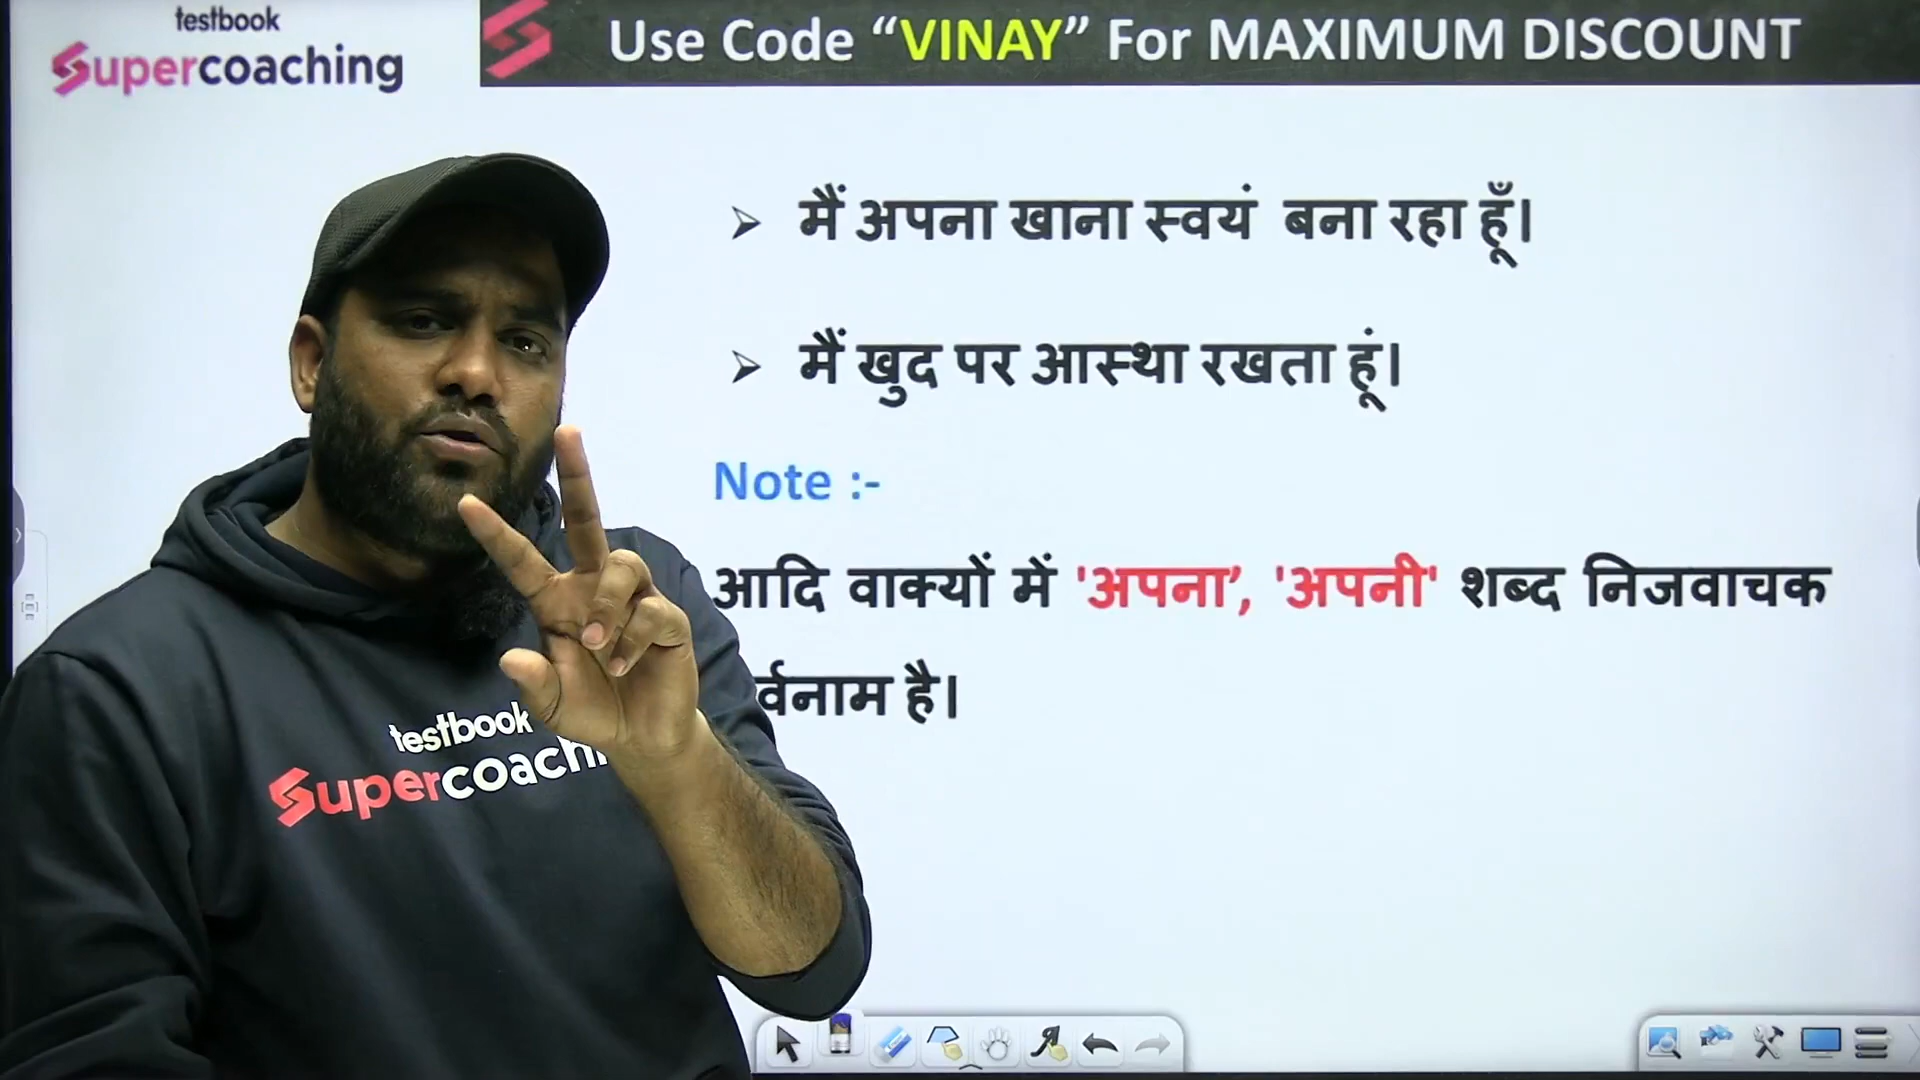 testbook
Supercoaching
Use Code “VINAY” For MAXIMUM DISCOUNT
मैं अपना खाना स्वयं बना रहा हूँ।
मैं खुद पर आस्था रखता हूं।
Note :-
आदि वाक्यों में 'अपना’, 'अपनी' शब्द निजवाचक
र्वनाम है।
testbook
Supercoachi